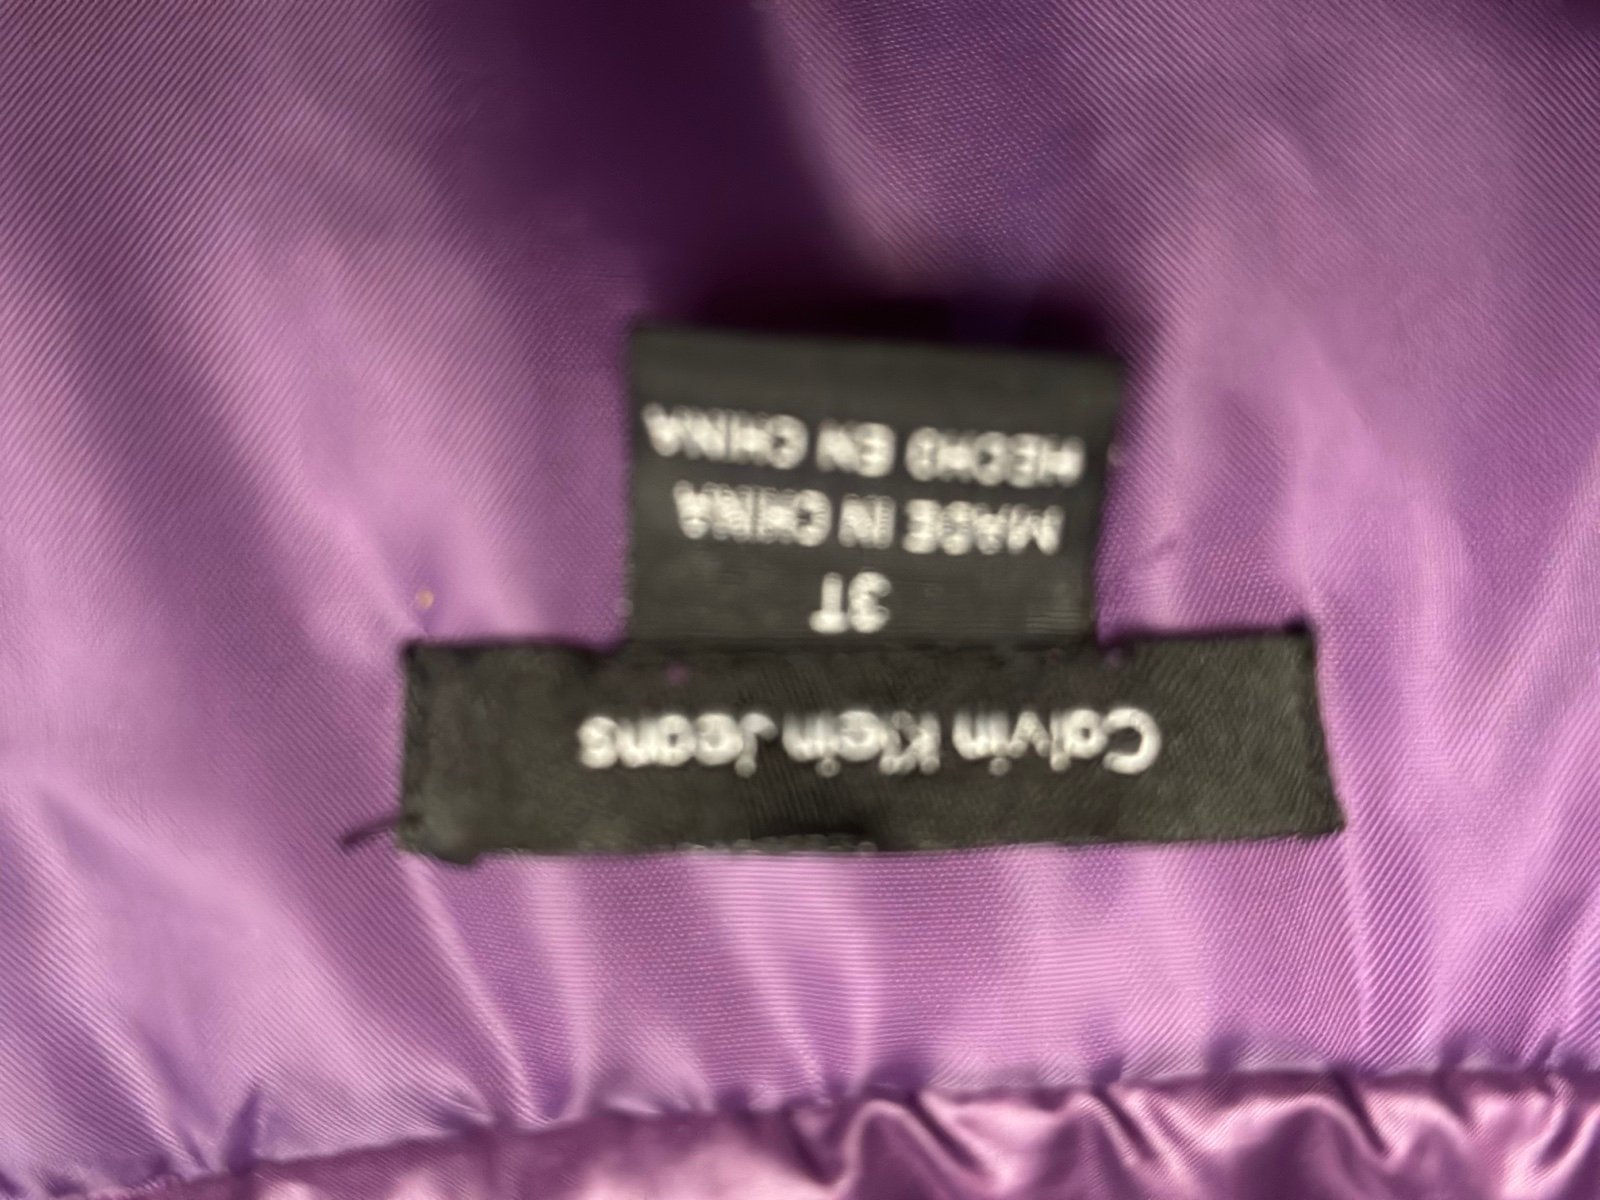 Calvin Klein Jeans
3T
MADE IN CHINA
HECHO EN CHINA